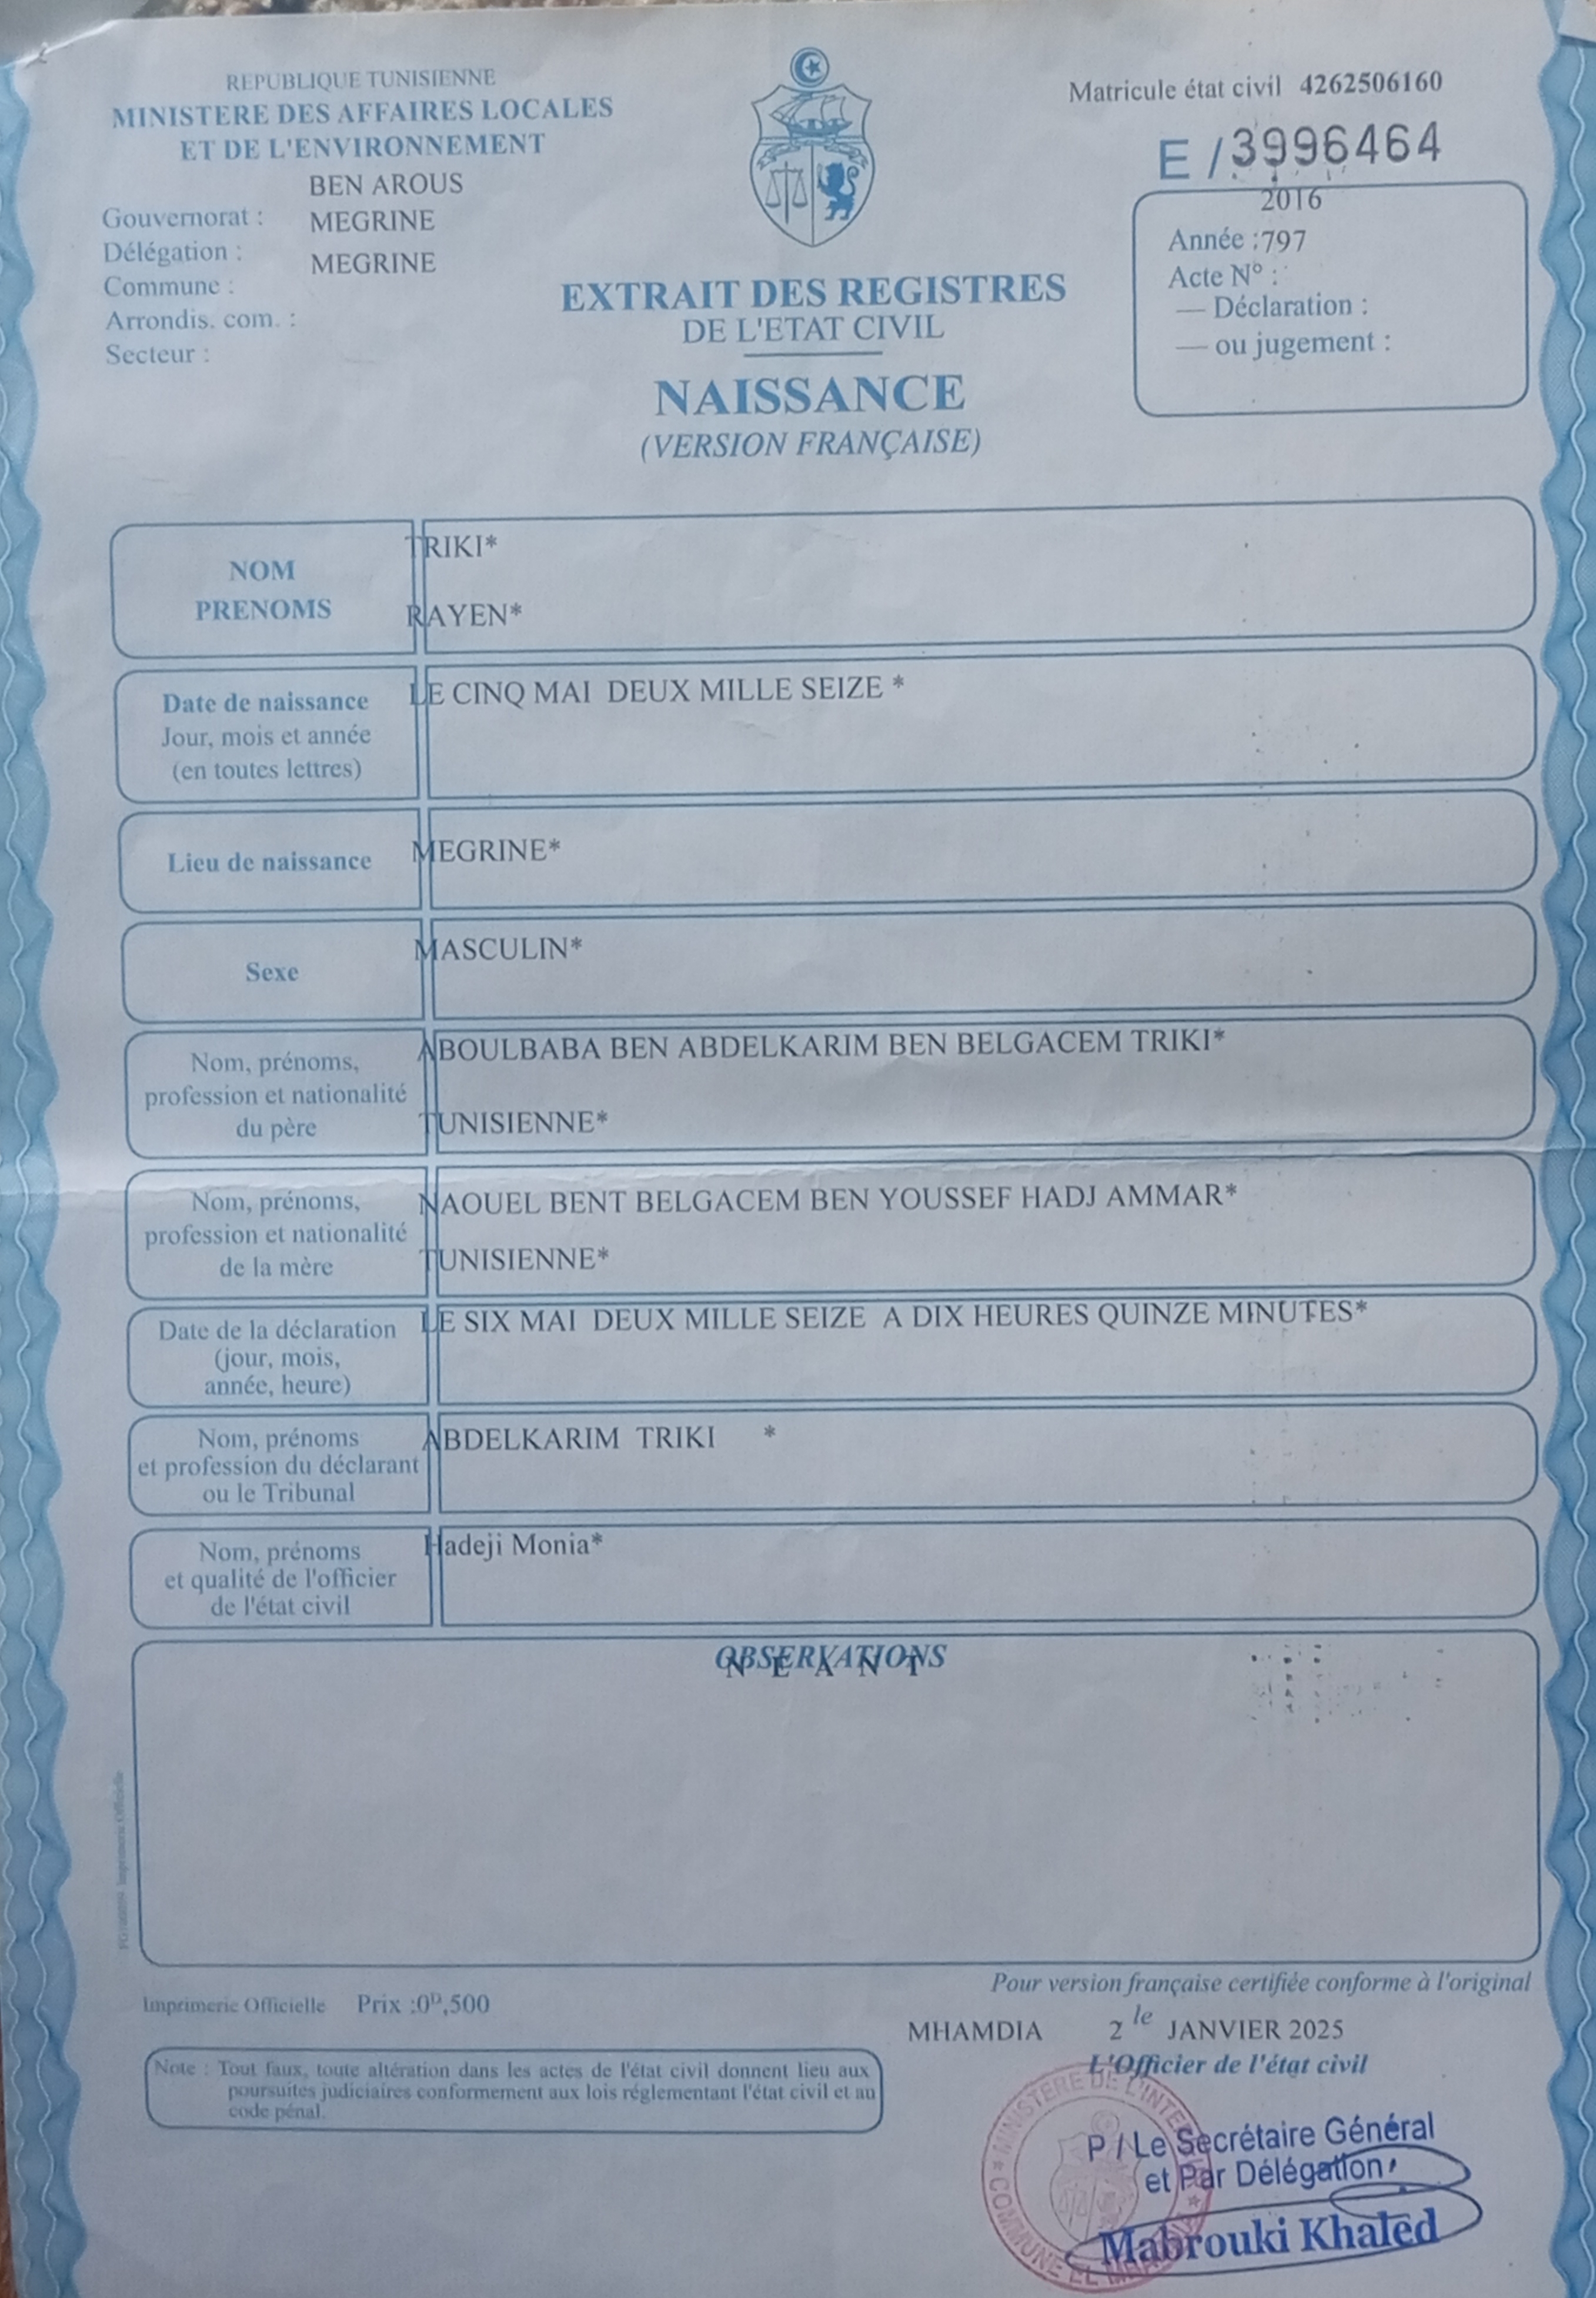 REPUBLIQUE TUNISIENNE
MINISTERE DES AFFAIRES LOCALES
ET DE L'ENVIRONNEMENT
BEN AROUS
Gouvernorat : MEGRINE
Délégation : MEGRINE
Commune :
Arrondis. com. :
Secteur :
EXTRAIT DES REGISTRES
DE L'ETAT CIVIL
NAISSANCE
(VERSION FRANÇAISE)
Matricule état civil 4262506160
E / 3996464
2016
Année :797
Acte N° :
— Déclaration :
— ou jugement :
NOM
PRENOMS
TRIKI*
RAYEN*
Date de naissance
Jour, mois et année
(en toutes lettres)
LE CINQ MAI DEUX MILLE SEIZE *
Lieu de naissance
MEGRINE*
Sexe
MASCULIN*
Nom, prénoms,
profession et nationalité
du père
ABOULBABA BEN ABDELKARIM BEN BELGACEM TRIKI*
TUNISIENNE*
Nom, prénoms,
profession et nationalité
de la mère
NAOUEL BENT BELGACEM BEN YOUSSEF HADJ AMMAR*
TUNISIENNE*
Date de la déclaration
(jour, mois,
année, heure)
LE SIX MAI DEUX MILLE SEIZE A DIX HEURES QUINZE MINUTES*
Nom, prénoms
et profession du déclarant
ou le Tribunal
ABDELKARIM TRIKI *
Nom, prénoms
et qualité de l'officier
de l'état civil
Hadeji Monia*
OBSERVATIONS
N E A N T
Imprimerie Officielle
Imprimerie Officielle Prix :0ᴰ,500
Note : Tout faux, toute altération dans les actes de l'état civil donnent lieu aux
poursuites judiciaires conformement aux lois réglementant l'état civil et au
code pénal.
Pour version française certifiée conforme à l'original
MHAMDIA 2 le JANVIER 2025
L'Officier de l'état civil
P / Le Secrétaire Général
et Par Délégation
Mabrouki Khaled
MINISTERE DE L'INTE
COMMUNE EL